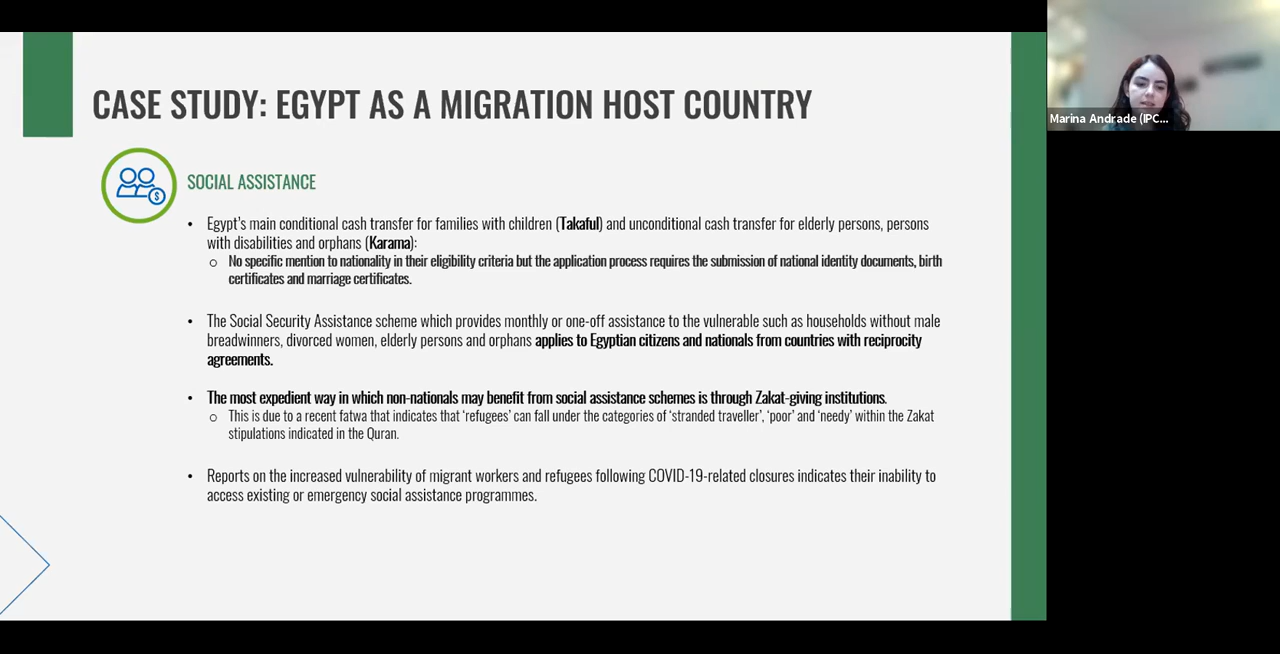 CASE STUDY: EGYPT AS A MIGRATION HOST COUNTRY
SOCIAL ASSISTANCE
• Egypt's main conditional cash transfer for families with children (Takaful) and unconditional cash transfer for elderly persons, persons
with disabilities and orphans (Karama):
o No specific mention to nationality in their eligibility criteria but the application process requires the submission of national identity documents, birth
certificates and marriage certificates.
• The Social Security Assistance scheme which provides monthly or one-off assistance to the vulnerable such as households without male
breadwinners, divorced women, elderly persons and orphans applies to Egyptian citizens and nationals from countries with reciprocity
agreements.
• The most expedient way in which non-nationals may benefit from social assistance schemes is through Zakat-giving institutions.
o This is due to a recent fatwa that indicates that 'refugees' can fall under the categories of 'stranded traveller', 'poor' and 'needy' within the Zakat
stipulations indicated in the Quran.
• Reports on the increased vulnerability of migrant workers and refugees following COVID-19-related closures indicates their inability to
access existing or emergency social assistance programmes.
$
Marina Andrade (IPC...